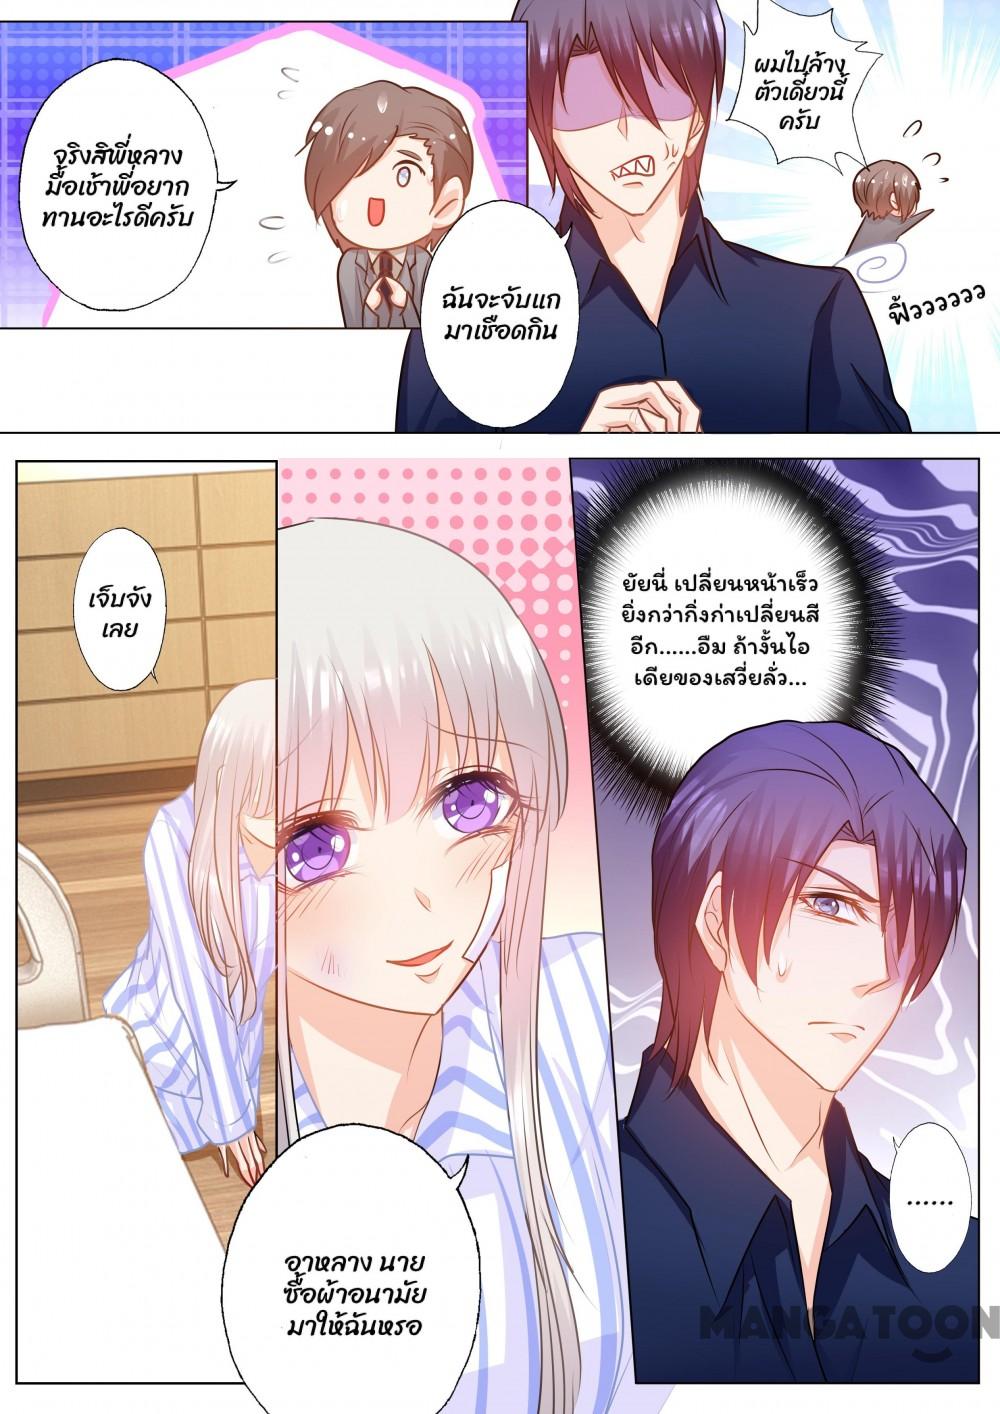 จริงสิพี่หลาง
มื้อเช้าพี่อยาก
ทานอะไรดีครับ
ฉันจะจับแก
มาเชือดกิน
ผมไปล้าง
ตัวเดี๋ยวนี้
ครับ
ฟิ้วววววว
เจ็บจัง
เลย
ยัยนี่ เปลี่ยนหน้าเร็ว
ยิ่งกว่ากิ่งก่าเปลี่ยนสี
อีก......อืม ถ้างั้นไอ
เดียของเสวี่ยลั่ว...
......
อาหลาง นาย
ซื้อผ้าอนามัย
มาให้ฉันหรอ
MANGATOON